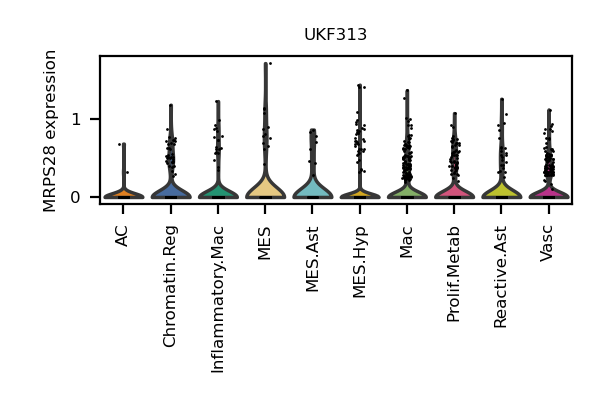 UKF313
MRPS28 expression
1
0
AC
Chromatin.Reg
Inflammatory.Mac
MES
MES.Ast
MES.Hyp
Mac
Prolif.Metab
Reactive.Ast
Vasc